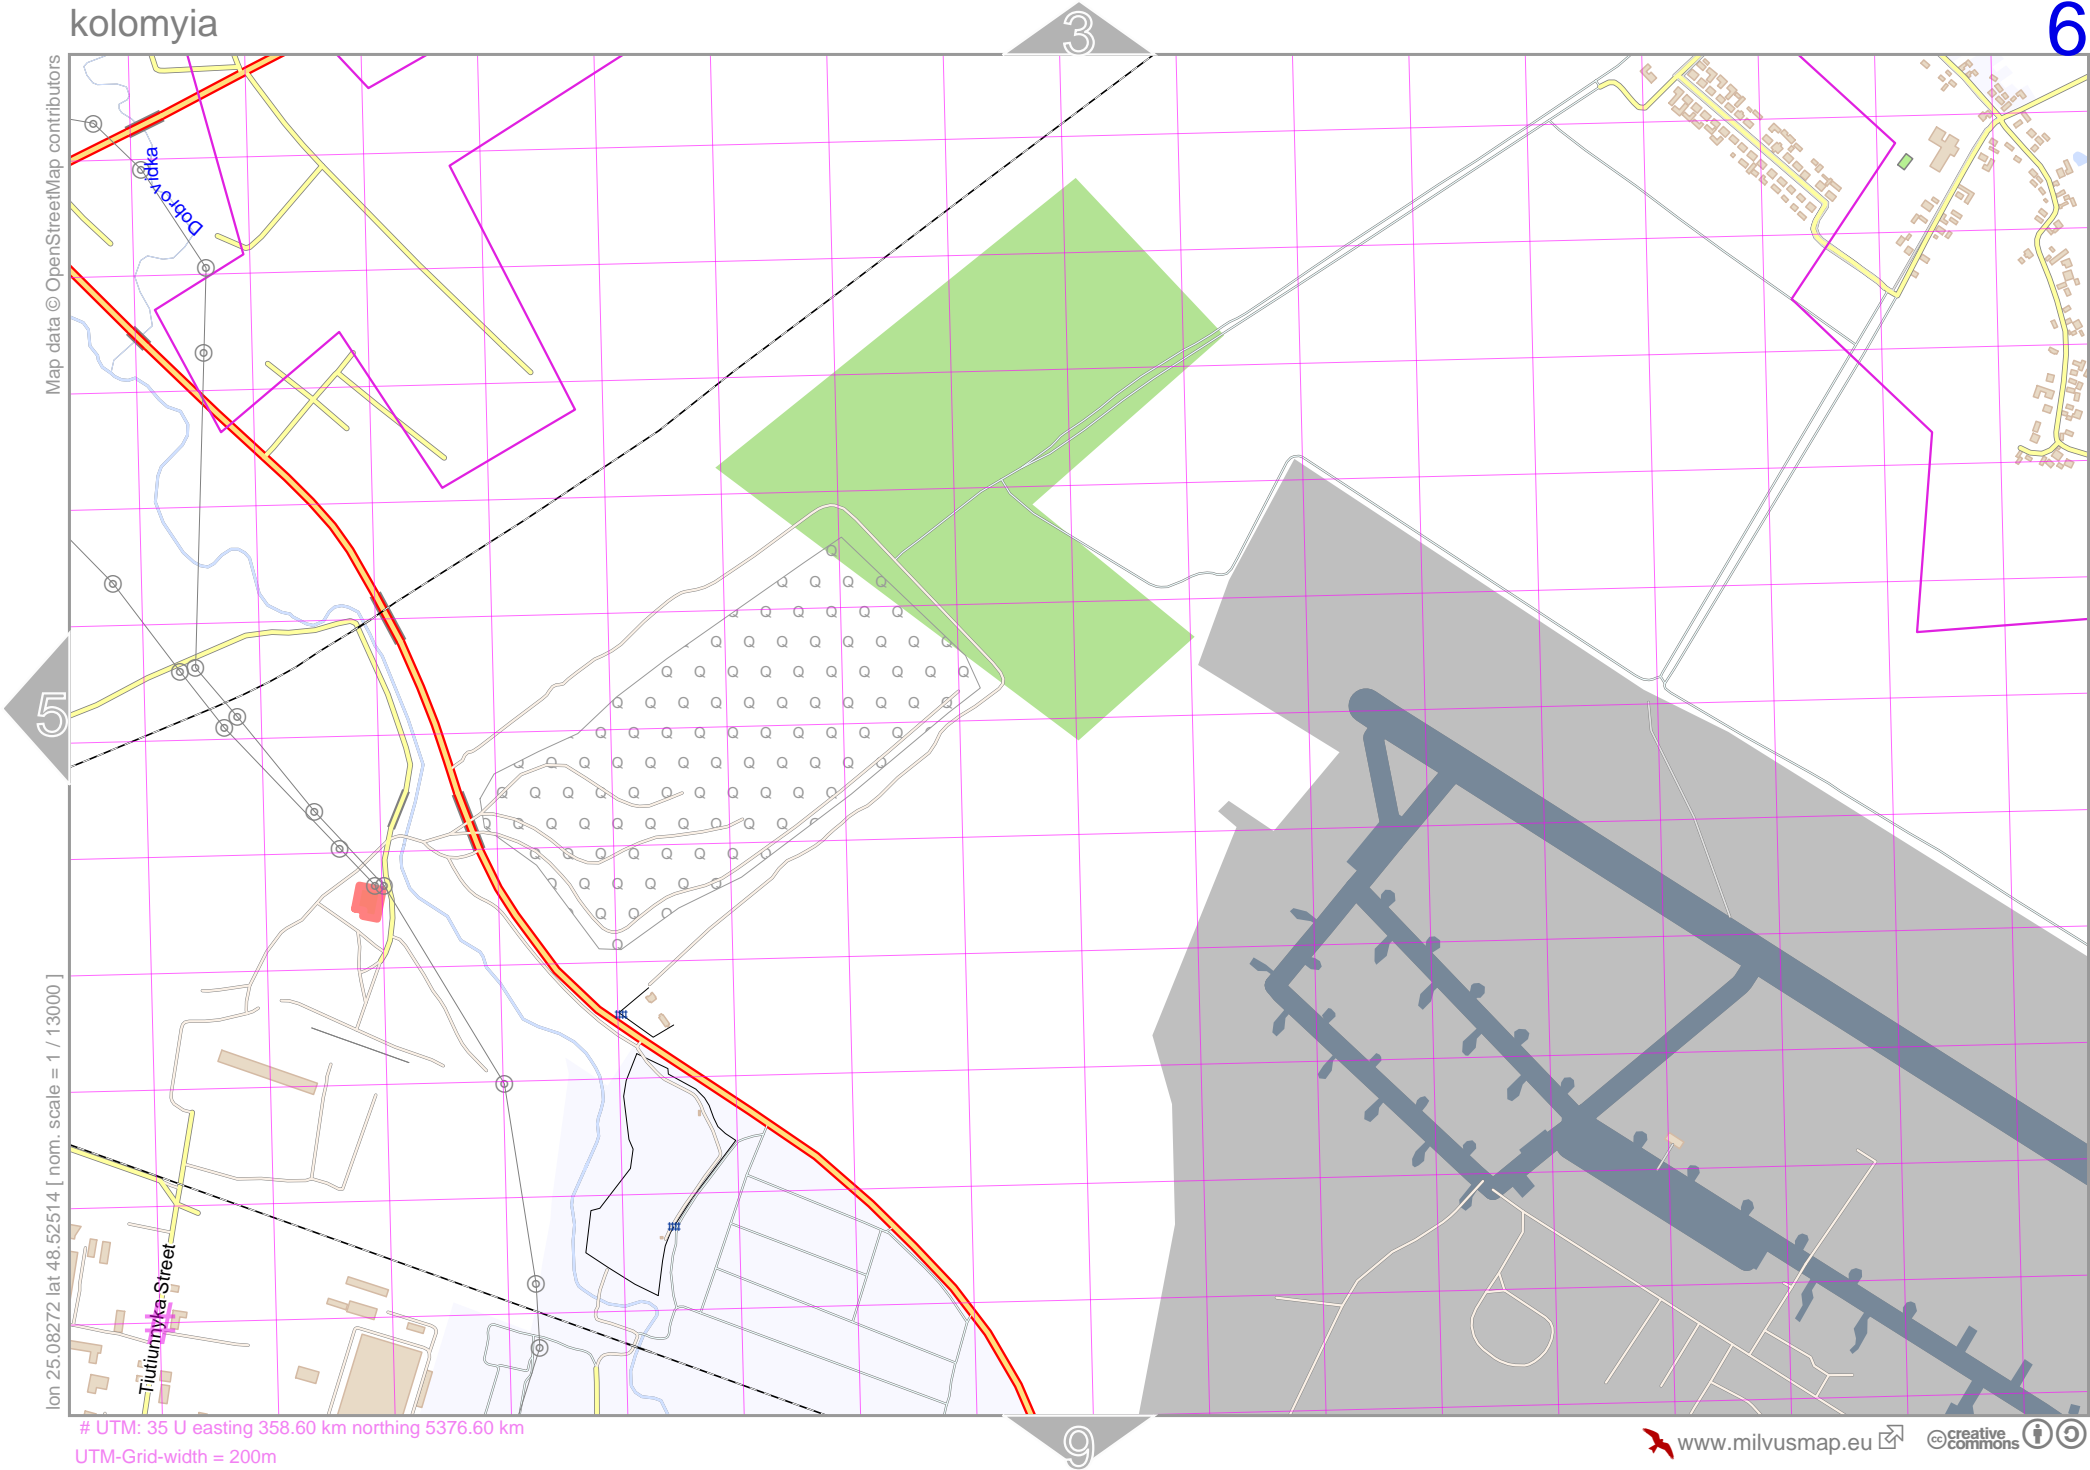 kolomyia
3
6
Map data © OpenStreetMap contributors
Dobrovidka
5
lon 25.08272 lat 48.52514 [ nom. scale = 1 / 13000 ]
Tiutiunnyka Street
# UTM: 35 U easting 358.60 km northing 5376.60 km
UTM-Grid-width = 200m
9
www.milvusmap.eu
cc creative commons